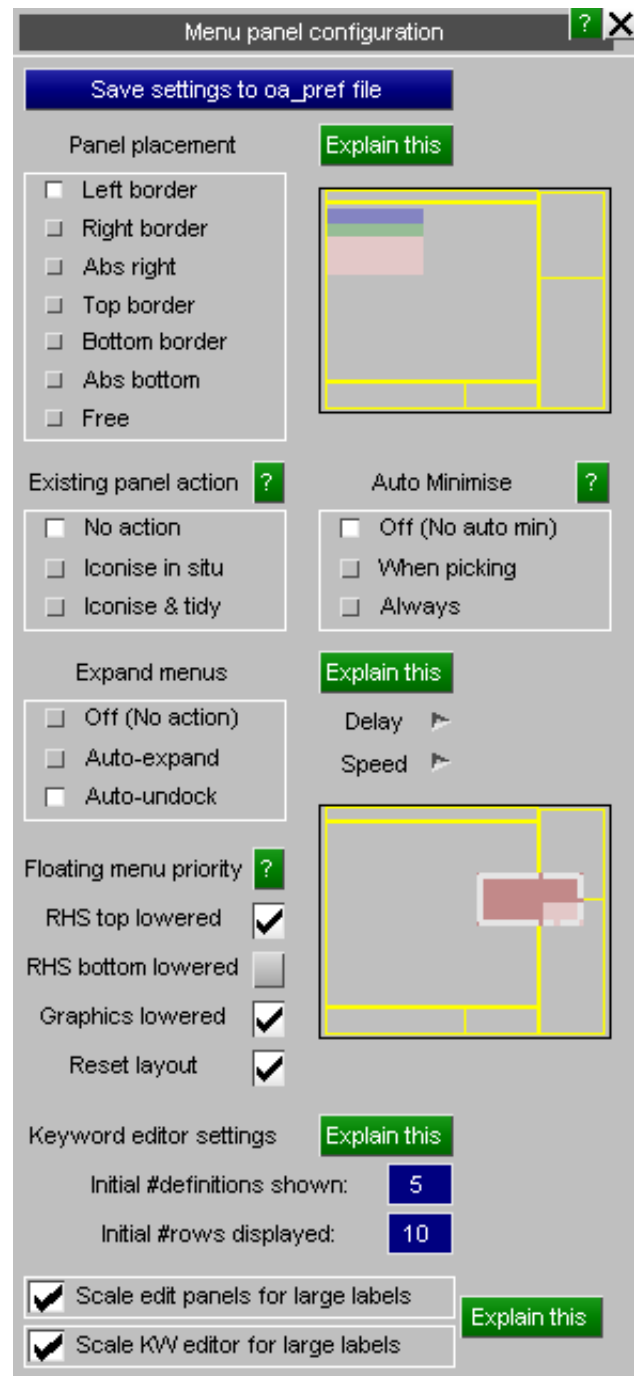 Menu panel configuration ? X
Save settings to oa_pref file
Panel placement Explain this
Left border
Right border
Abs right
Top border
Bottom border
Abs bottom
Free
Existing panel action ? Auto Minimise ?
No action Off (No auto min)
Iconise in situ When picking
Iconise & tidy Always
Expand menus Explain this
Off (No action) Delay
Auto-expand Speed
Auto-undock
Floating menu priority ?
RHS top lowered
RHS bottom lowered
Graphics lowered
Reset layout
Keyword editor settings Explain this
Initial #definitions shown: 5
Initial #rows displayed: 10
Scale edit panels for large labels
Explain this
Scale KW editor for large labels